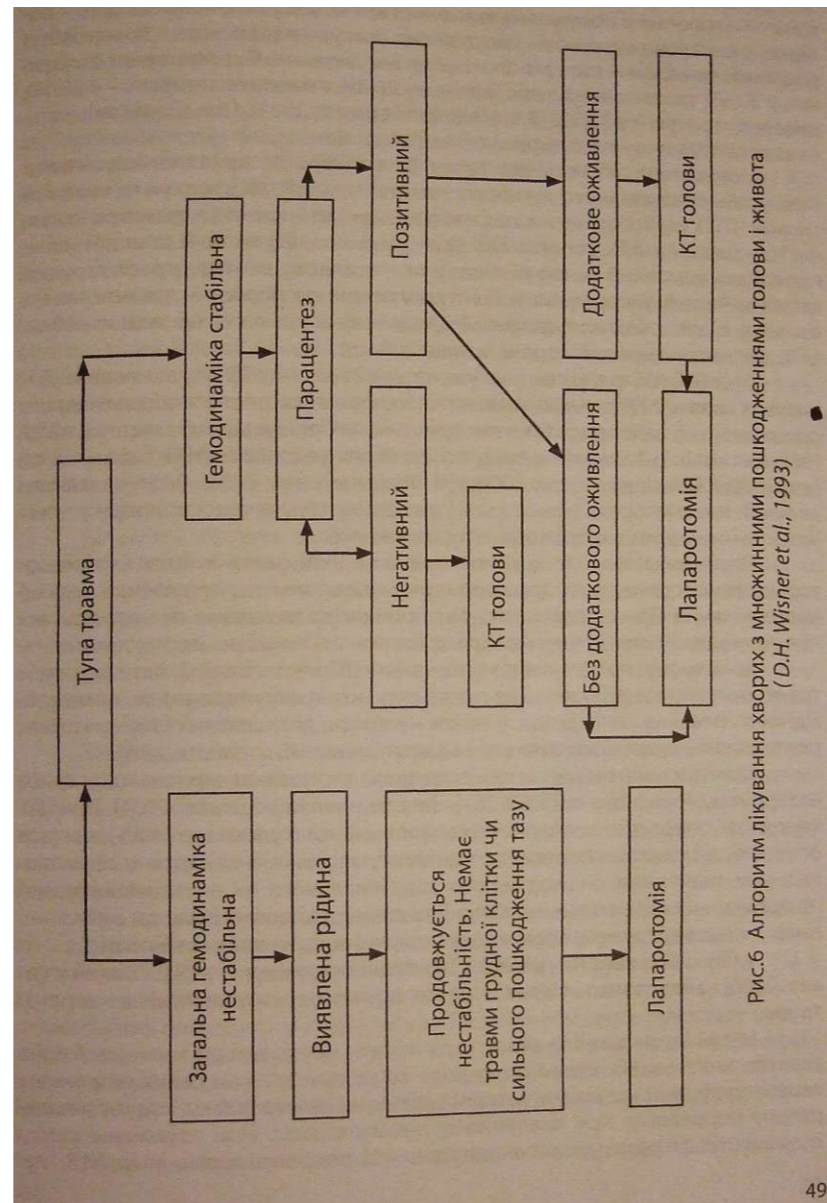 Тупа травма
Загальна гемодинаміка
нестабільна
Виявлена рідина
Продовжується
нестабільність. Немає
травми грудної клітки чи
сильного пошкодження тазу
Лапаротомія
Гемодинаміка стабільна
Парацентез
Негативний
КТ голови
Позитивний
Без додаткового оживлення
Додаткове оживлення
Лапаротомія
КТ голови
Рис.6 Алгоритм лікування хворих з множинними пошкодженнями голови і живота
( D.H. Wisner et al., 1993)
49